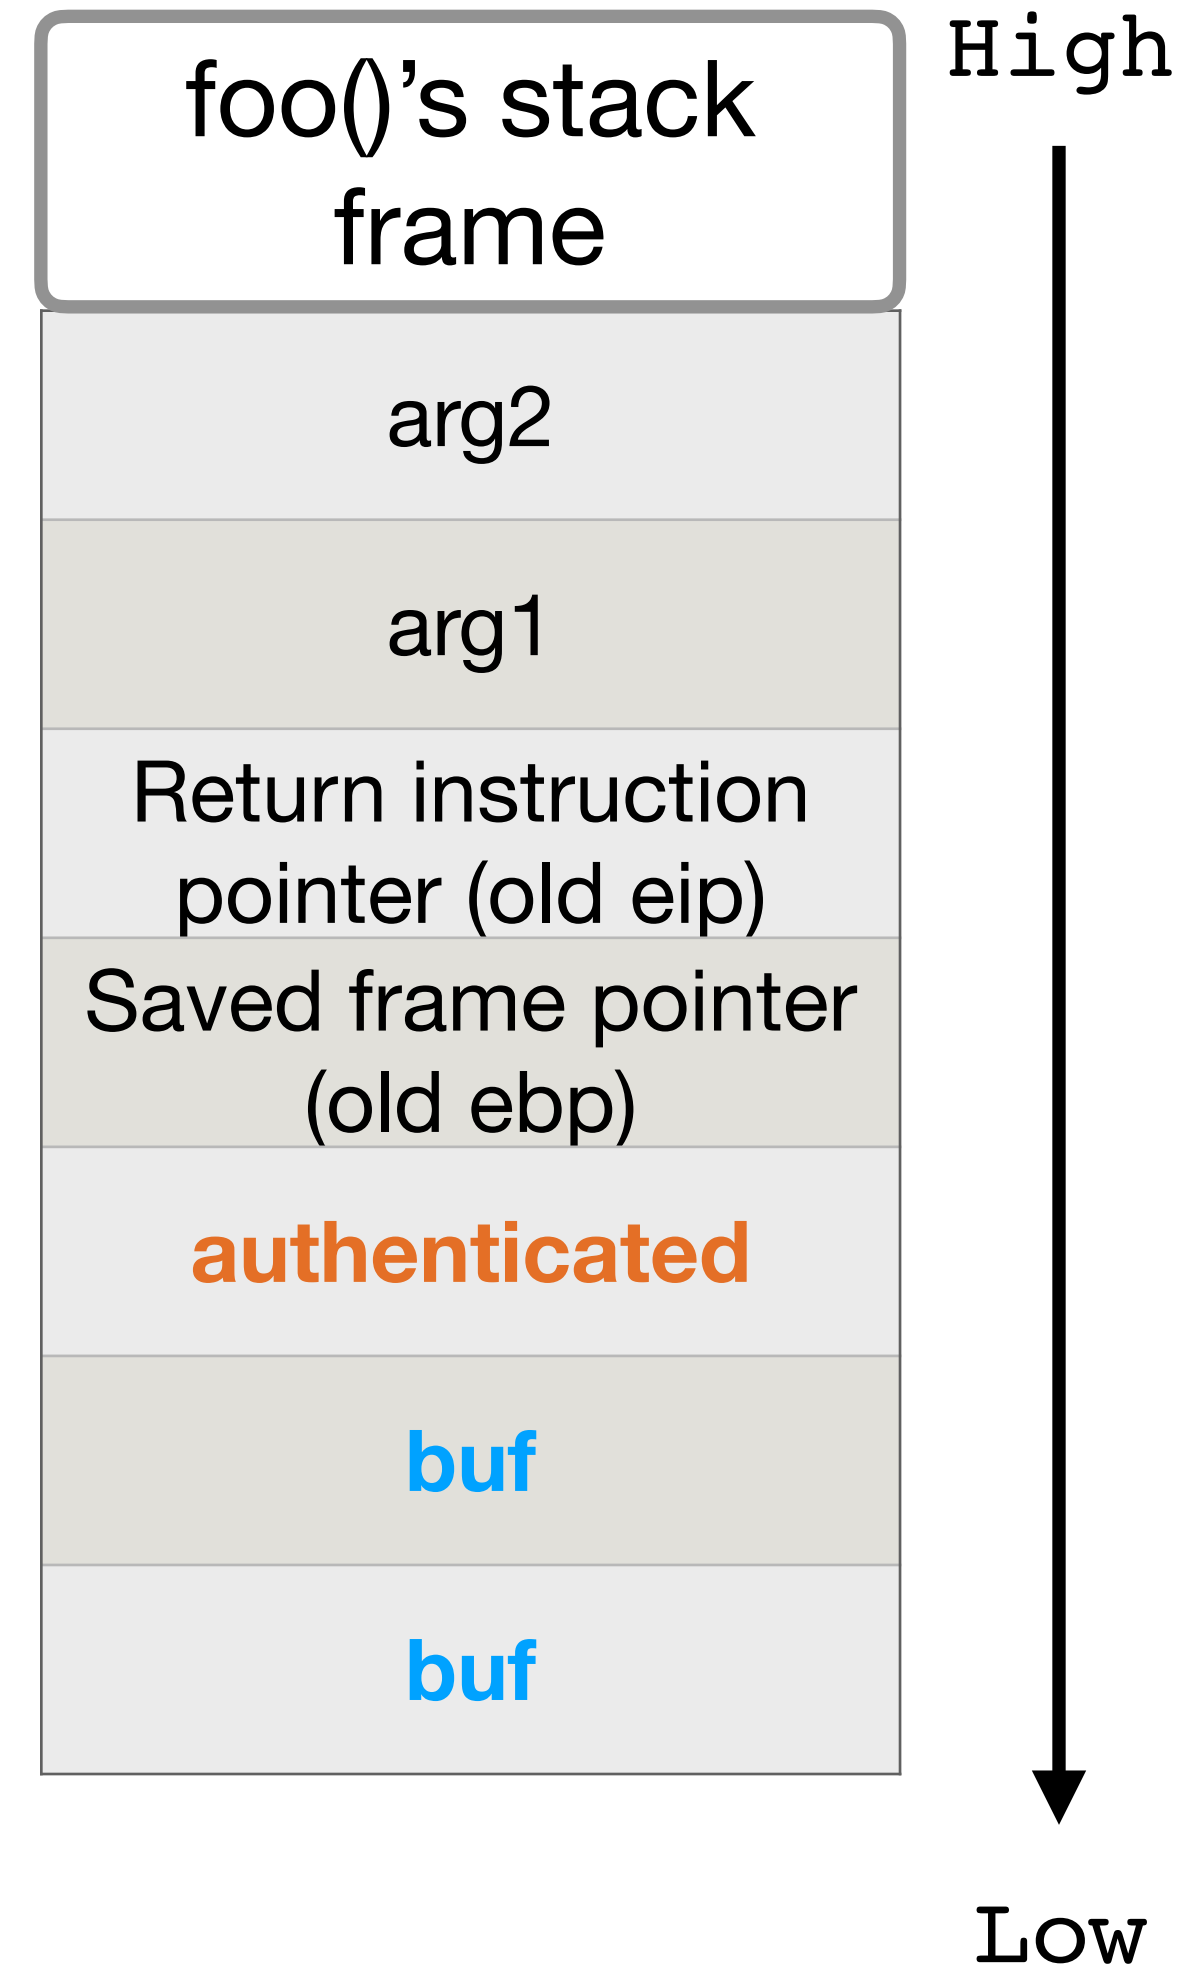 foo()’s stack
frame
High
arg2
arg1
Return instruction
pointer (old eip)
Saved frame pointer
(old ebp)
authenticated
buf
buf
Low